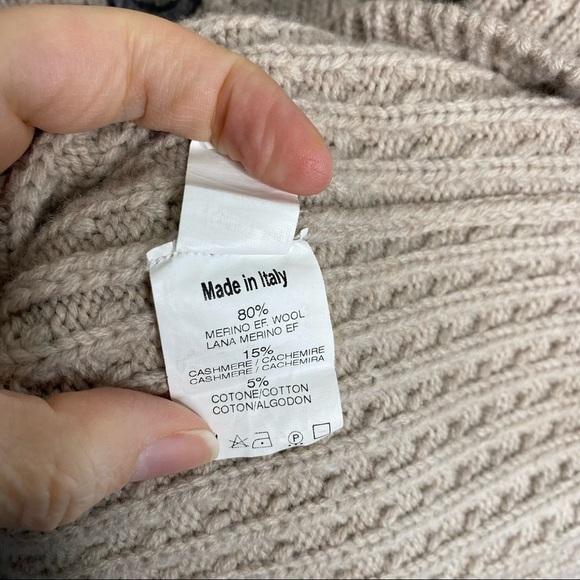 Made in Italy
80%
MERINO EF. WOOL
LANA MERINO EF
15%
CASHMERE / CACHEMIRE
CASHMERE / CACHEMIRA
5%
COTONE/COTTON
COTON/ALGODON
P